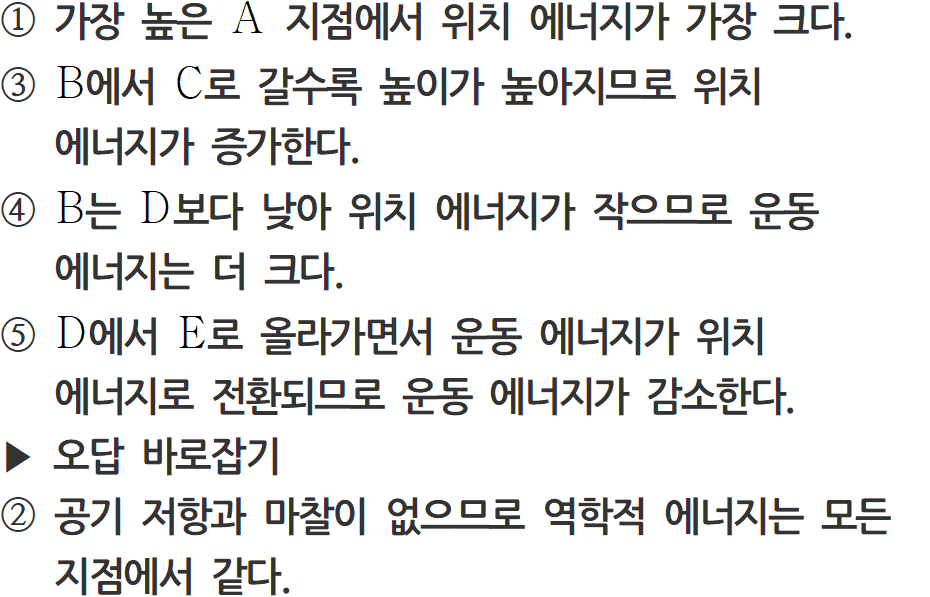 ① 가장 높은 A 지점에서 위치 에너지가 가장 크다.
③ B에서 C로 갈수록 높이가 높아지므로 위치
에너지가 증가한다.
④ B는 D보다 낮아 위치 에너지가 작으므로 운동
에너지는 더 크다.
⑤ D에서 E로 올라가면서 운동 에너지가 위치
에너지로 전환되므로 운동 에너지가 감소한다.
▶ 오답 바로잡기
② 공기 저항과 마찰이 없으므로 역학적 에너지는 모든
지점에서 같다.